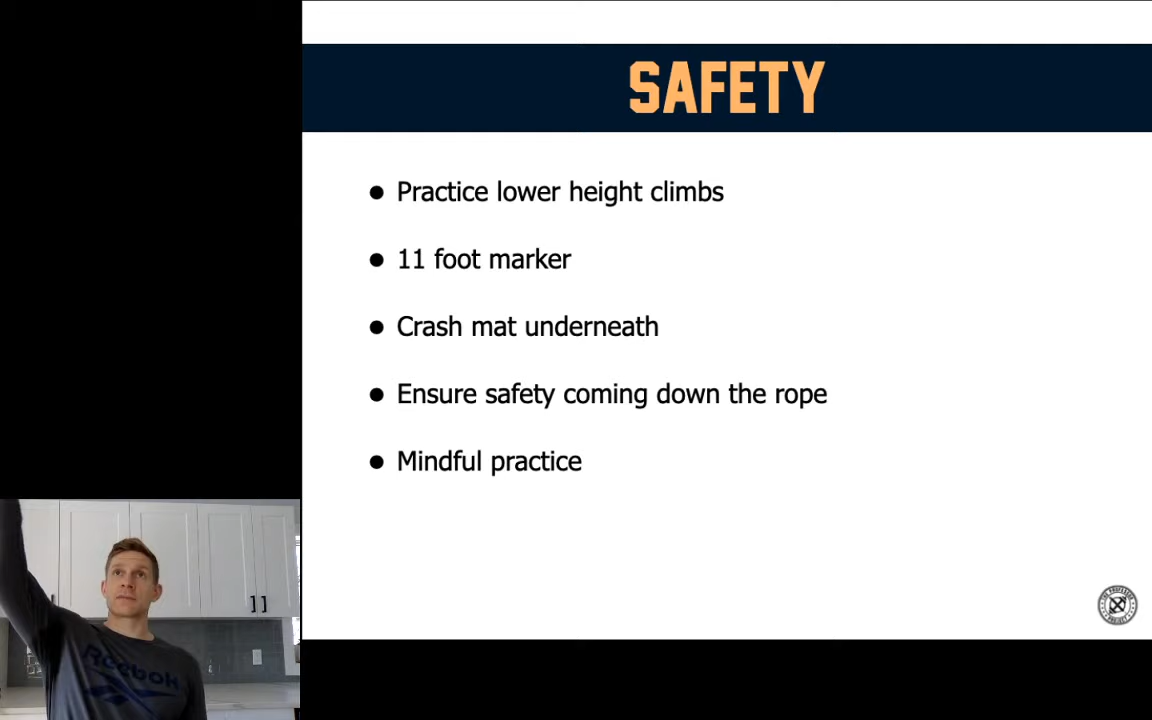 SAFETY
● Practice lower height climbs
● 11 foot marker
● Crash mat underneath
● Ensure safety coming down the rope
● Mindful practice
Reebok